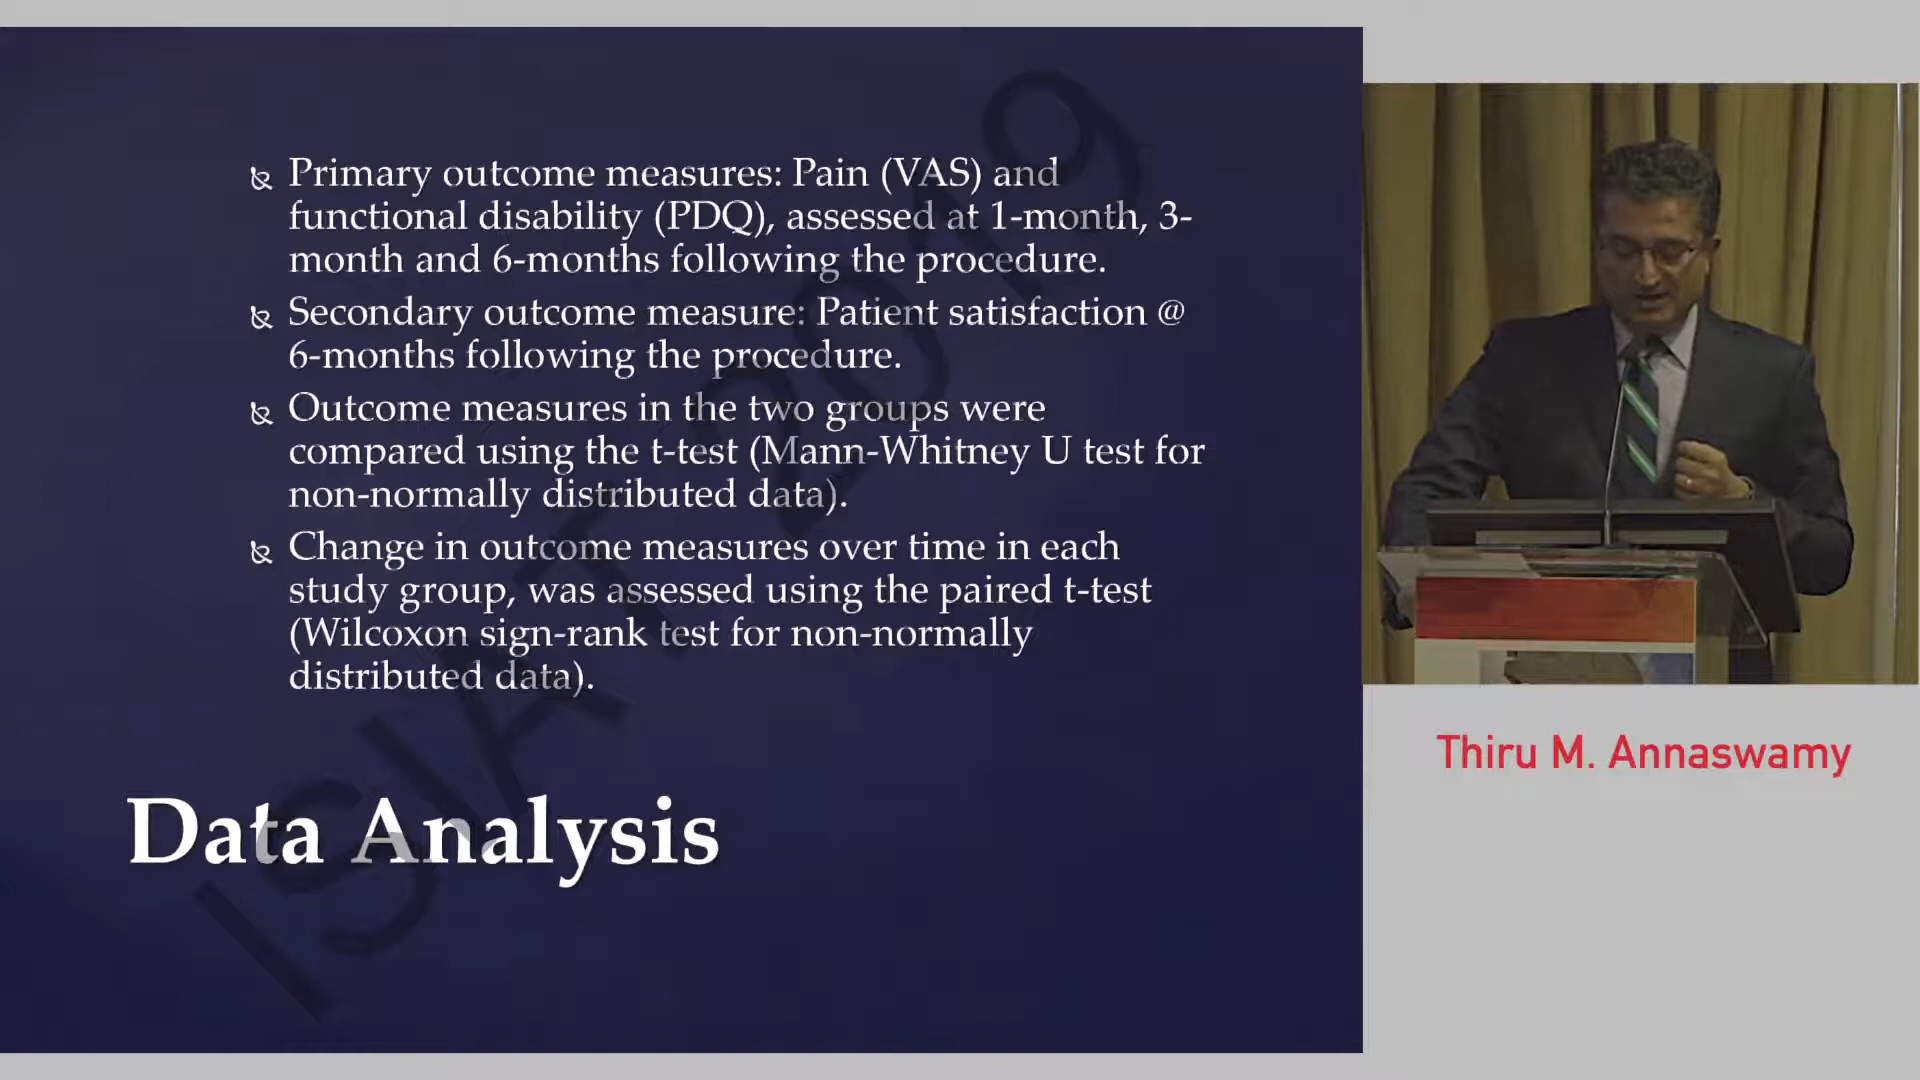 Primary outcome measures: Pain (VAS) and
functional disability (PDQ), assessed at 1-month, 3-
month and 6-months following the procedure.
Secondary outcome measure: Patient satisfaction @
6-months following the procedure.
Outcome measures in the two groups were
compared using the t-test (Mann-Whitney U test for
non-normally distributed data).
Change in outcome measures over time in each
study group, was assessed using the paired t-test
(Wilcoxon sign-rank test for non-normally
distributed data).
Data Analysis
ISIAT 2019
Thiru M. Annaswamy